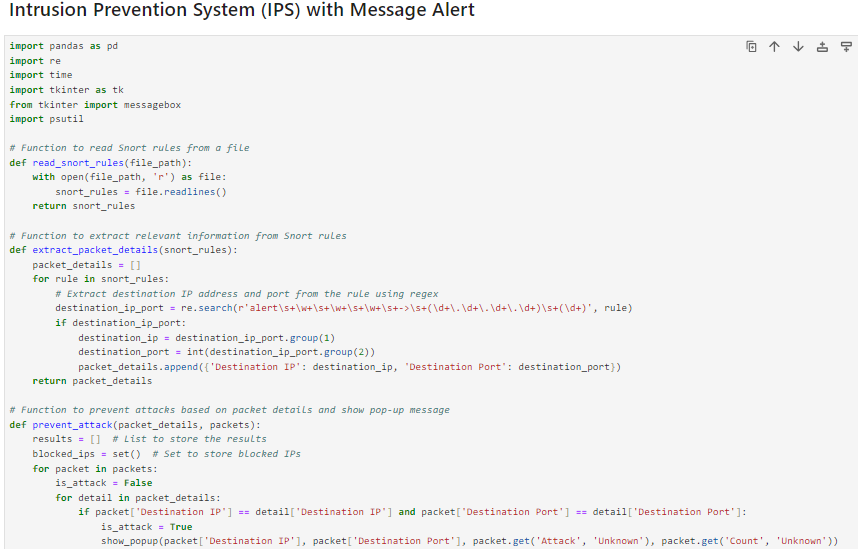 Intrusion Prevention System (IPS) with Message Alert
import pandas as pd
import re
import time
import tkinter as tk
from tkinter import messagebox
import psutil

# Function to read Snort rules from a file
def read_snort_rules(file_path):
    with open(file_path, 'r') as file:
        snort_rules = file.readlines()
    return snort_rules

# Function to extract relevant information from Snort rules
def extract_packet_details(snort_rules):
    packet_details = []
    for rule in snort_rules:
        # Extract destination IP address and port from the rule using regex
        destination_ip_port = re.search(r'alert\s+\w+\s+\w+\s+\w+\s+->\s+(\d+\.\d+\.\d+\.\d+)\s+(\d+)', rule)
        if destination_ip_port:
            destination_ip = destination_ip_port.group(1)
            destination_port = int(destination_ip_port.group(2))
            packet_details.append({'Destination IP': destination_ip, 'Destination Port': destination_port})
    return packet_details

# Function to prevent attacks based on packet details and show pop-up message
def prevent_attack(packet_details, packets):
    results = []  # List to store the results
    blocked_ips = set()  # Set to store blocked IPs
    for packet in packets:
        is_attack = False
        for detail in packet_details:
            if packet['Destination IP'] == detail['Destination IP'] and packet['Destination Port'] == detail['Destination Port']:
                is_attack = True
                show_popup(packet['Destination IP'], packet['Destination Port'], packet.get('Attack', 'Unknown'), packet.get('Count', 'Unknown'))